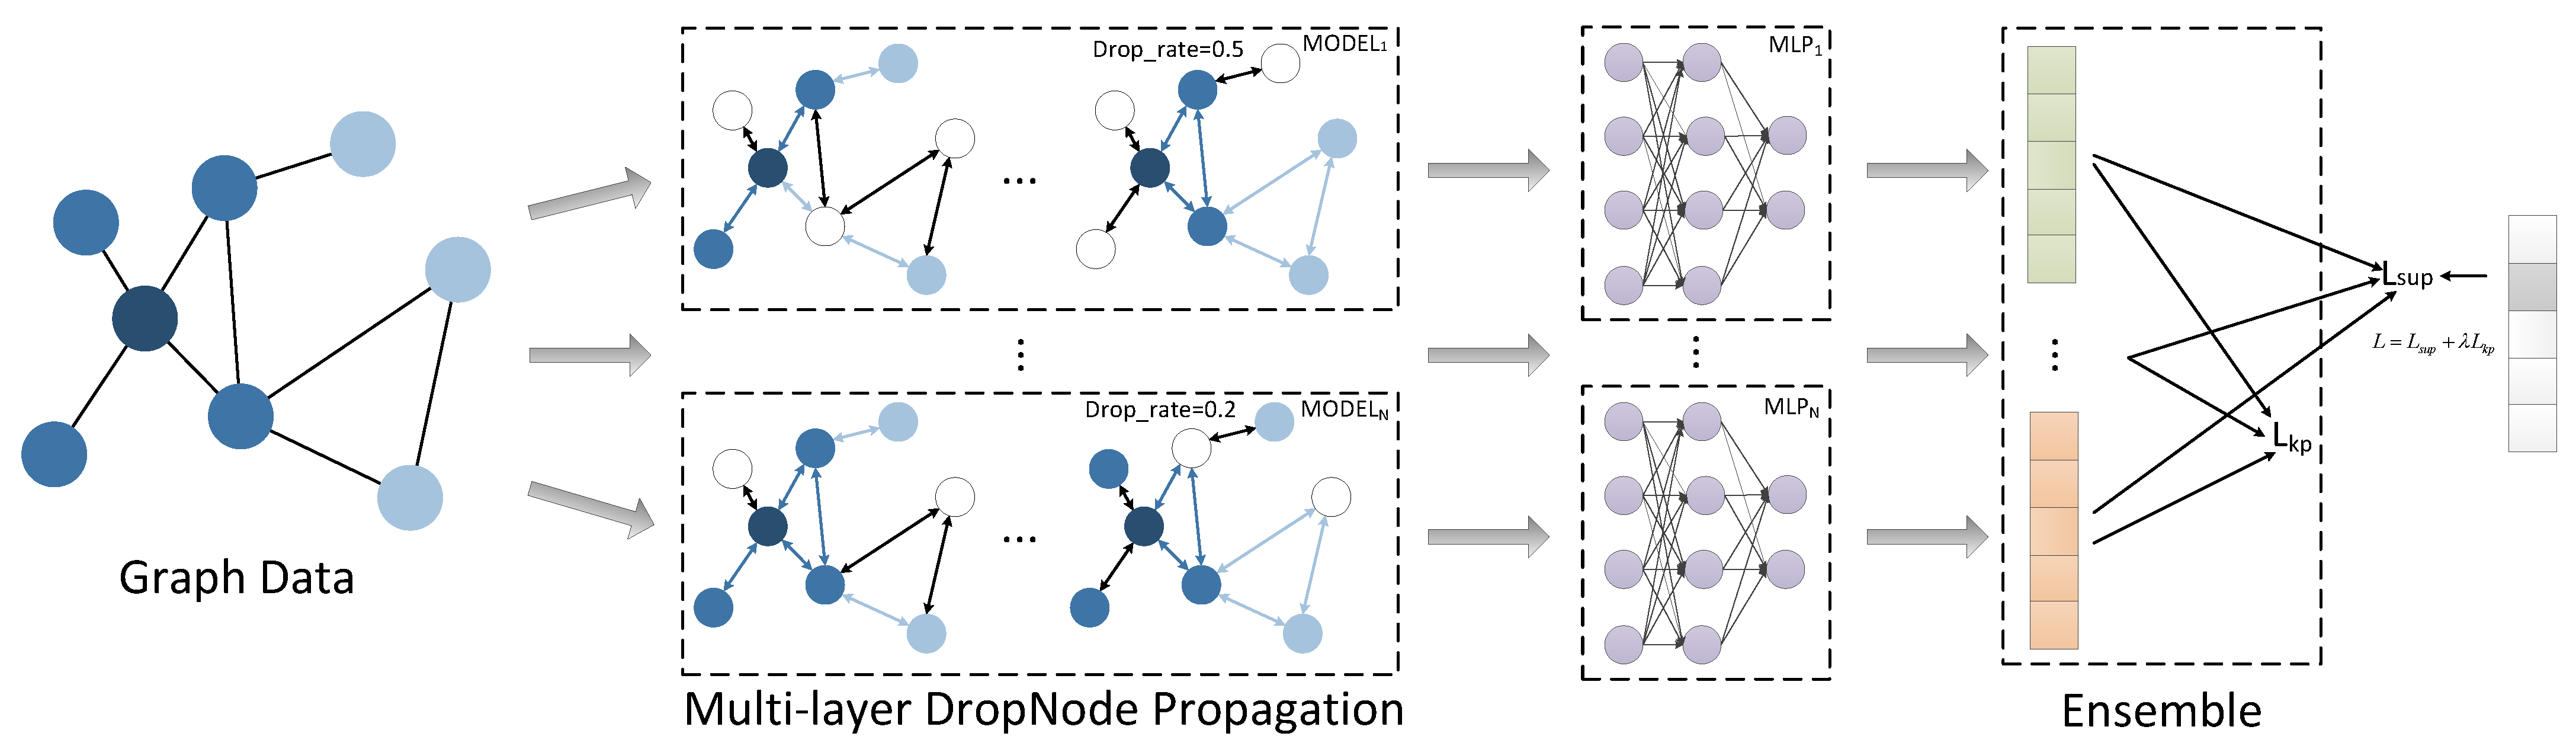 Graph Data
Drop_rate=0.5
MODEL₁
...
Drop_rate=0.2
MODELN
...
Multi-layer DropNode Propagation
MLP₁
MLPN
Lsup
L = Lsup + λLkp
Lkp
Ensemble